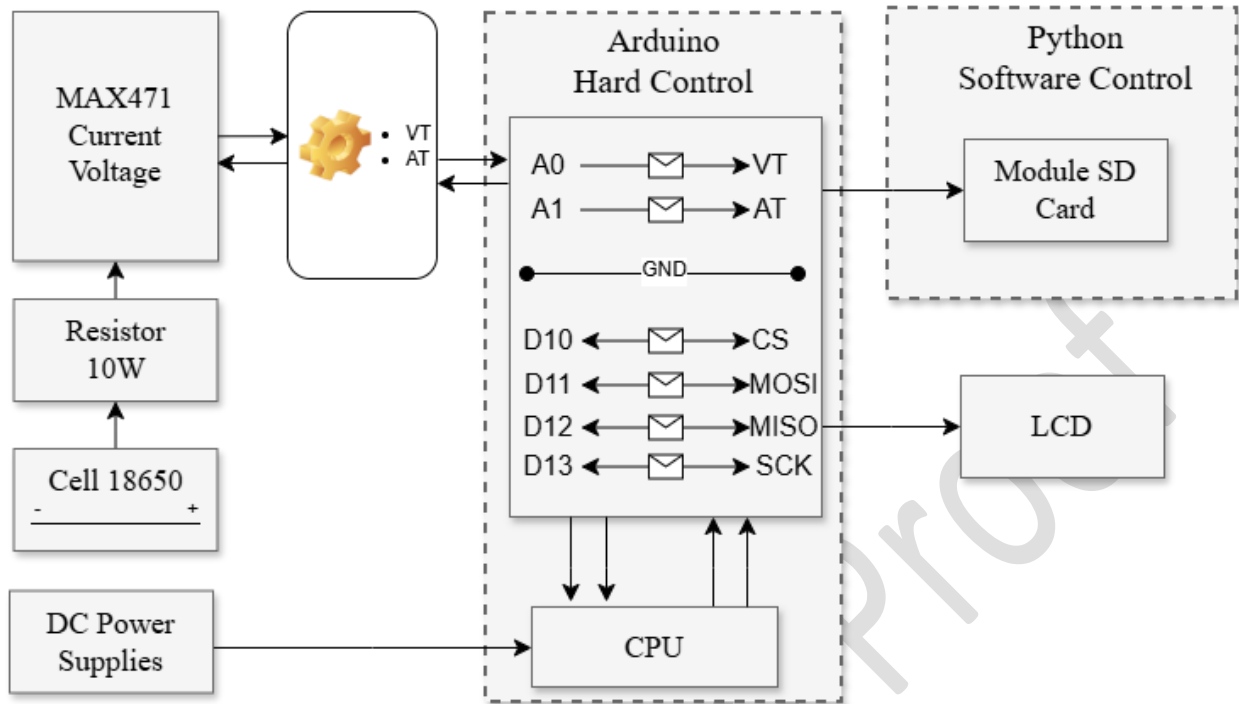 MAX471
Current
Voltage
VT
AT
Arduino
Hard Control
A0 VT
A1 AT
GND
D10 CS
D11 MOSI
D12 MISO
D13 SCK
CPU
Python
Software Control
Module SD
Card
LCD
Resistor
10W
Cell 18650
- +
DC Power
Supplies
Proof